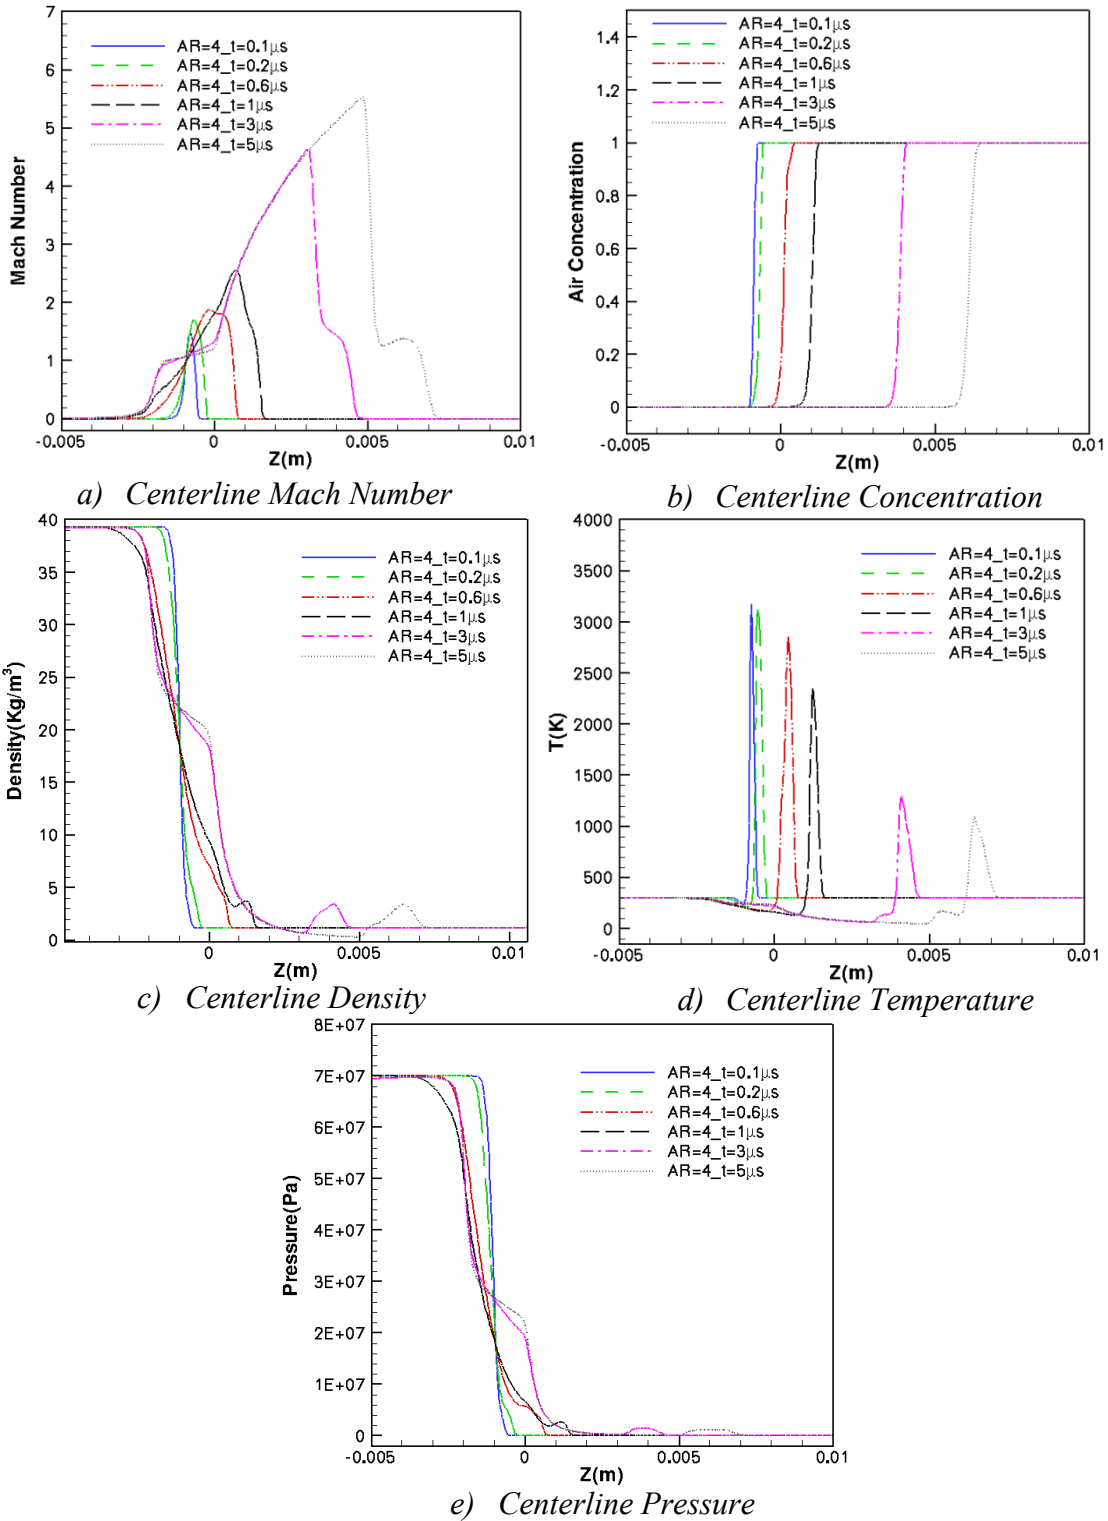 7
6
5
4
3
2
1
0
Mach Number
AR=4_t=0.1μs
AR=4_t=0.2μs
AR=4_t=0.6μs
AR=4_t=1μs
AR=4_t=3μs
AR=4_t=5μs
-0.005 0 0.005 0.01
Z(m)
a) Centerline Mach Number
1.4
1.2
1
0.8
0.6
0.4
0.2
0
Air Concentration
AR=4_t=0.1μs
AR=4_t=0.2μs
AR=4_t=0.6μs
AR=4_t=1μs
AR=4_t=3μs
AR=4_t=5μs
-0.005 0 0.005 0.01
Z(m)
b) Centerline Concentration
40
35
30
25
20
15
10
5
0
Density(Kg/m³)
AR=4_t=0.1μs
AR=4_t=0.2μs
AR=4_t=0.6μs
AR=4_t=1μs
AR=4_t=3μs
AR=4_t=5μs
0 0.005 0.01
Z(m)
c) Centerline Density
4000
3500
3000
2500
2000
1500
1000
500
0
T(K)
AR=4_t=0.1μs
AR=4_t=0.2μs
AR=4_t=0.6μs
AR=4_t=1μs
AR=4_t=3μs
AR=4_t=5μs
-0.005 0 0.005 0.01
Z(m)
d) Centerline Temperature
8E+07
7E+07
6E+07
5E+07
4E+07
3E+07
2E+07
1E+07
0
Pressure(Pa)
AR=4_t=0.1μs
AR=4_t=0.2μs
AR=4_t=0.6μs
AR=4_t=1μs
AR=4_t=3μs
AR=4_t=5μs
-0.005 0 0.005 0.01
Z(m)
e) Centerline Pressure